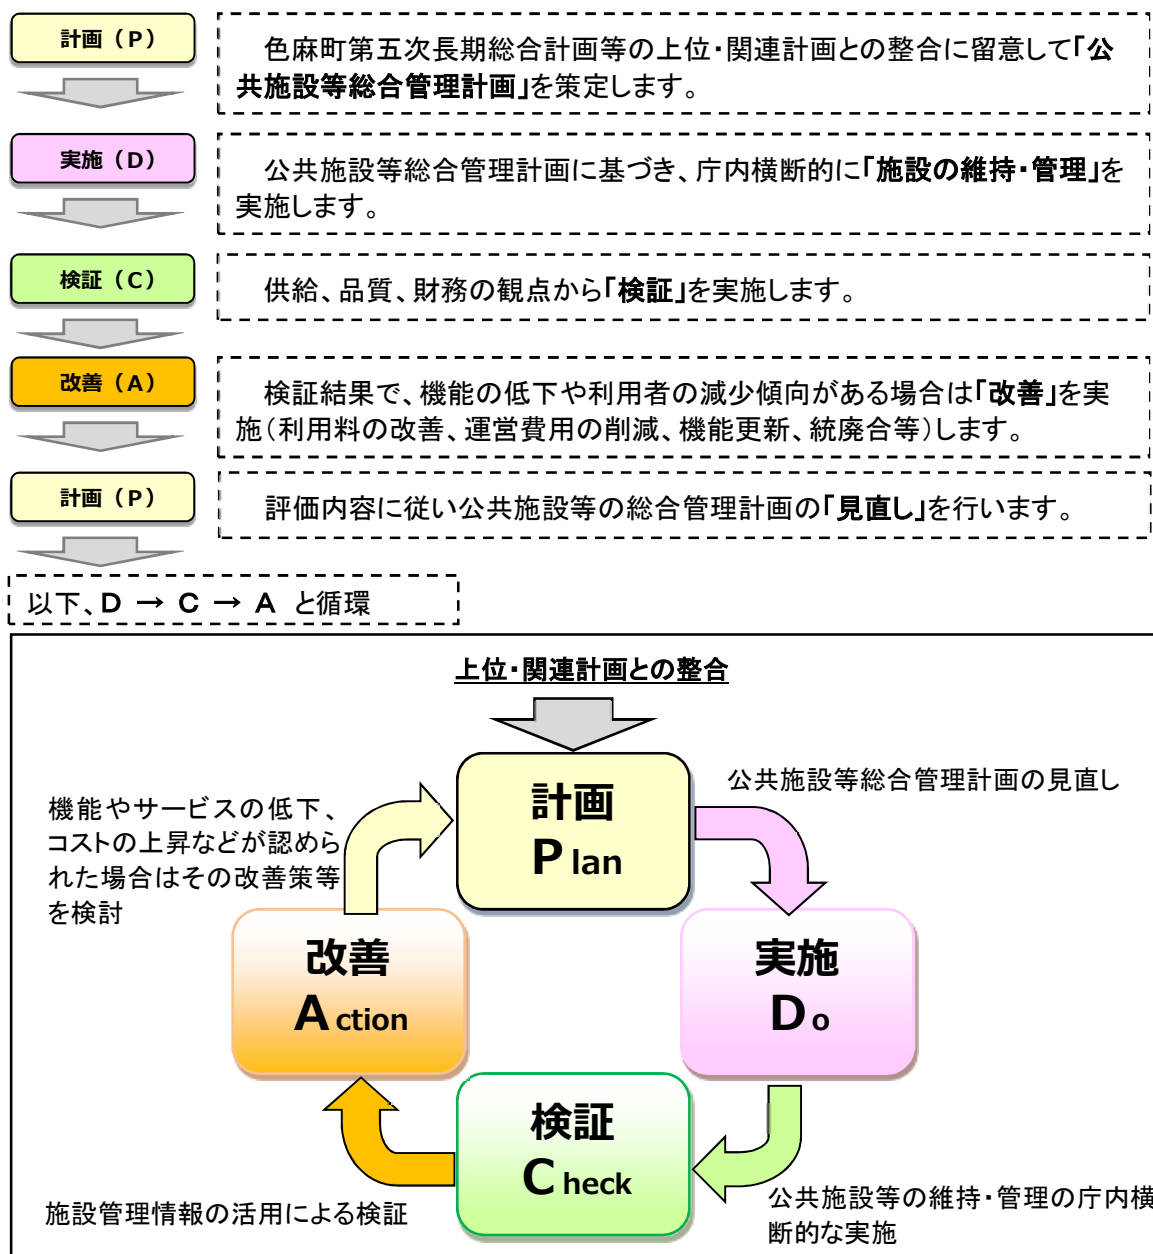 計画（P）
色麻町第五次長期総合計画等の上位・関連計画との整合に留意して「公
共施設等総合管理計画」を策定します。
実施（D）
公共施設等総合管理計画に基づき、庁内横断的に「施設の維持・管理」を
実施します。
検証（C）
供給、品質、財務の観点から「検証」を実施します。
改善（A）
検証結果で、機能の低下や利用者の減少傾向がある場合は「改善」を実
施（利用料の改善、運営費用の削減、機能更新、統廃合等）します。
計画（P）
評価内容に従い公共施設等の総合管理計画の「見直し」を行います。
以下、D → C → A と循環
上位・関連計画との整合
計画
Plan
公共施設等総合管理計画の見直し
機能やサービスの低下、
コストの上昇などが認めら
れた場合はその改善策等
を検討
改善
Action
実施
Do
検証
Check
施設管理情報の活用による検証
公共施設等の維持・管理の庁内横
断的な実施